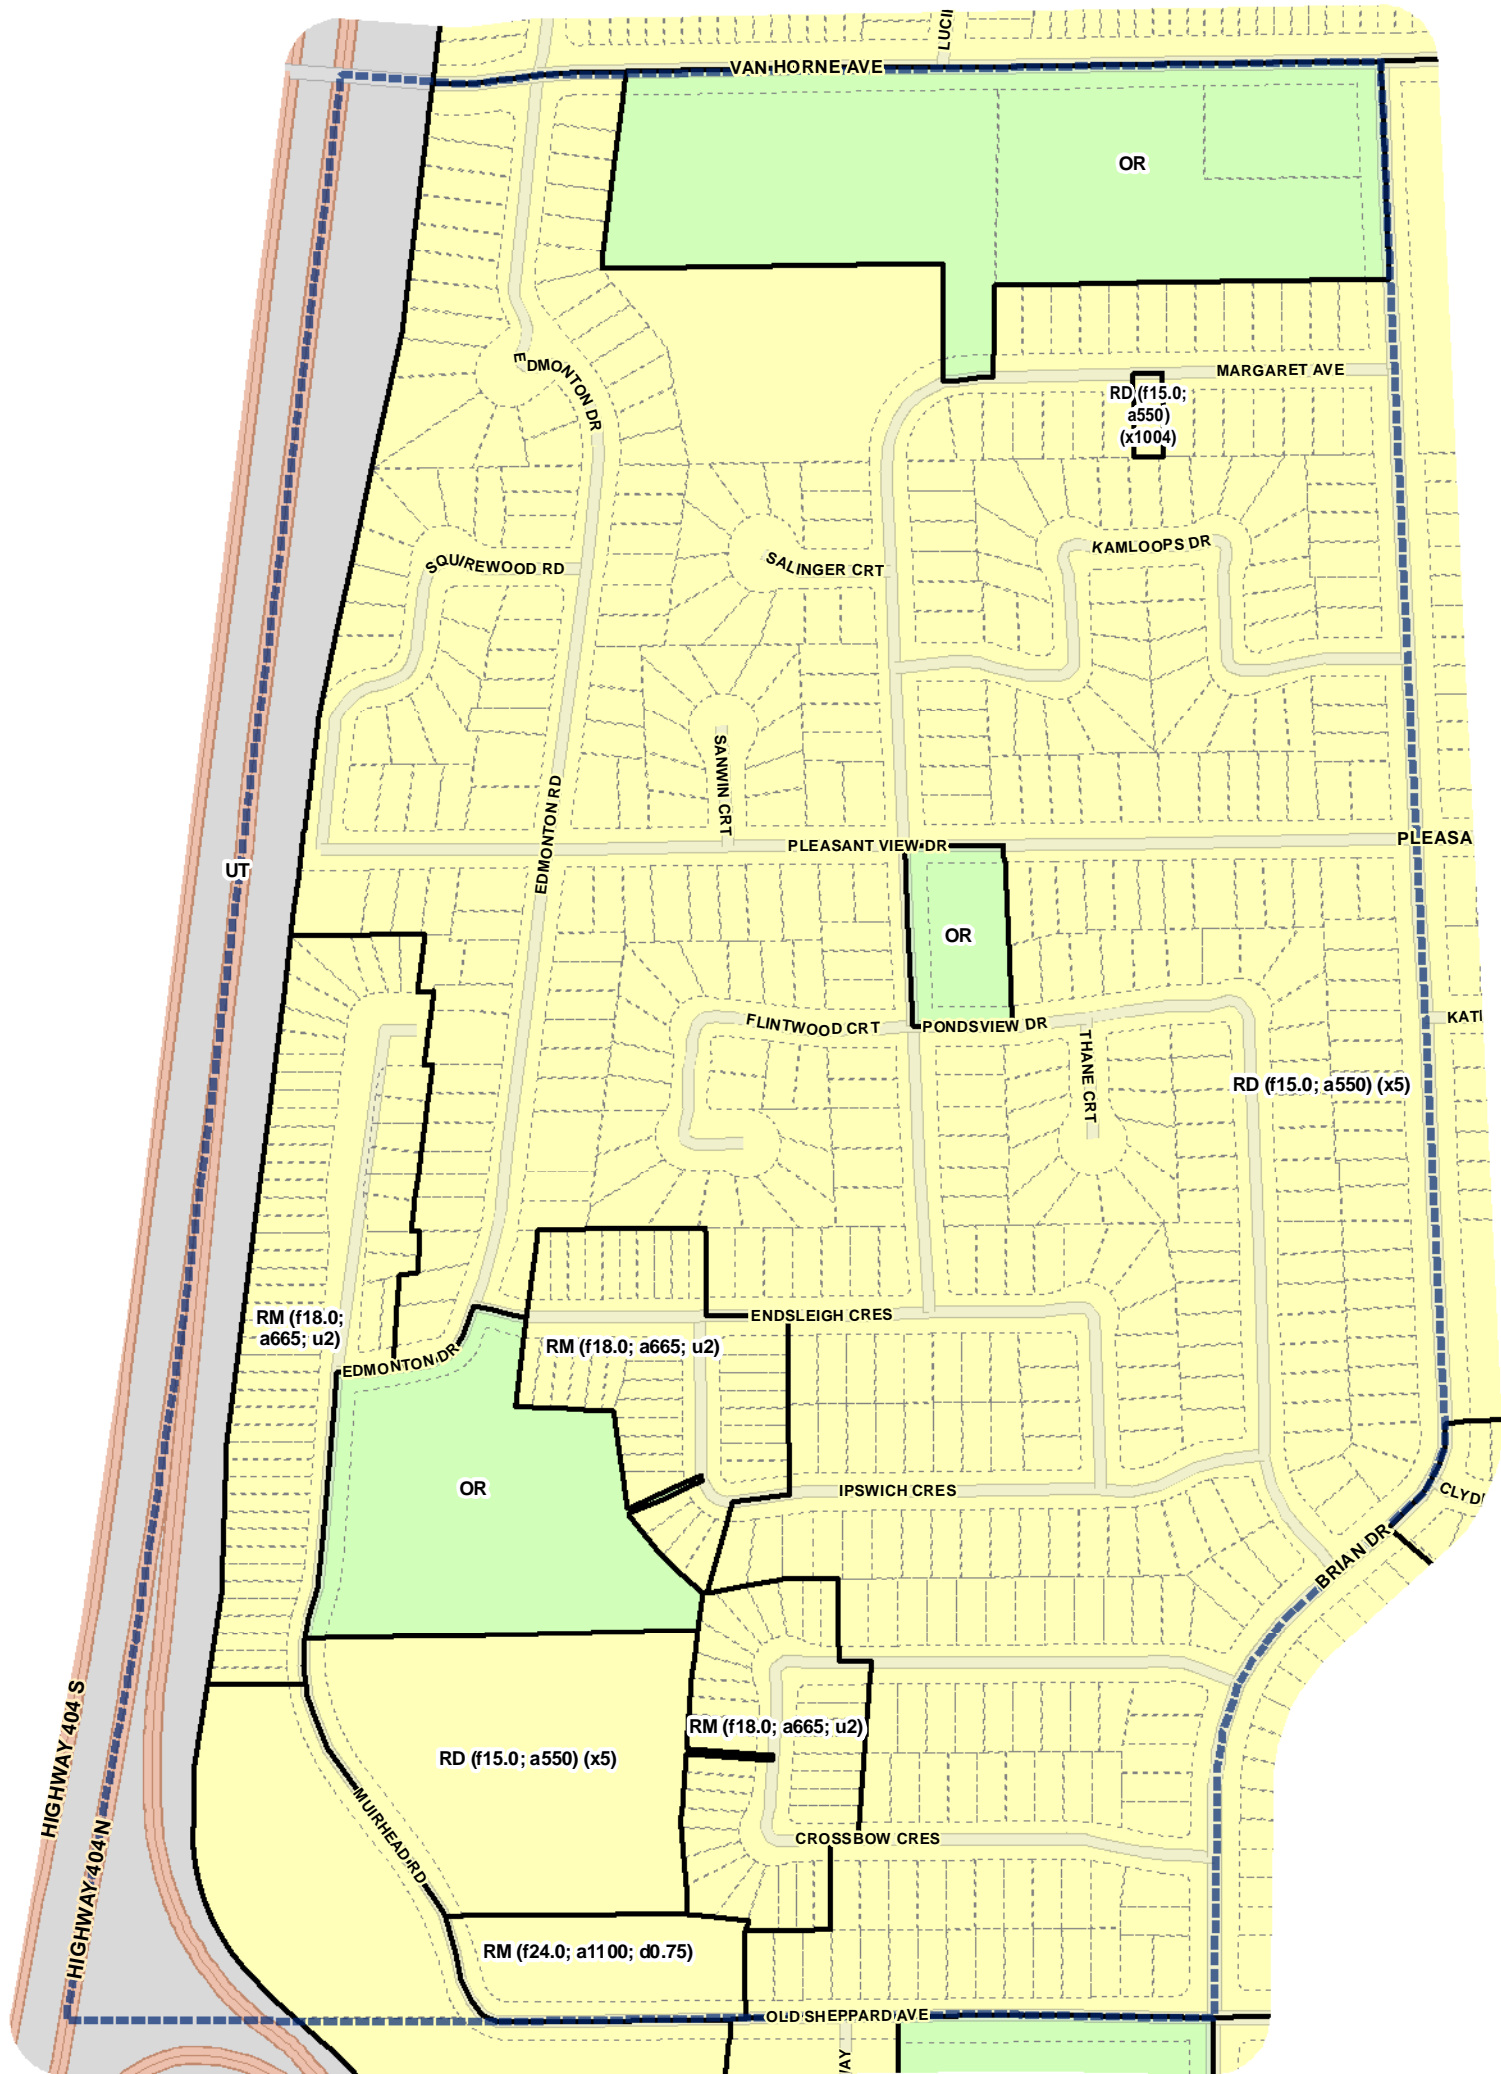 LUCI
VAN HORNE AVE
OR
EDMONTON DR
MARGARET AVE
RD (f15.0;
a550)
(x1004)
KAMLOOPS DR
SQUIREWOOD RD
SALINGER CRT
SANWIN CRT
EDMONTON RD
PLEASANT VIEW DR
PLEASA
UT
OR
FLINTWOOD CRT
PONDSVIEW DR
KATI
THANE CRT
RD (f15.0; a550) (x5)
RM (f18.0;
a665; u2)
ENDSLEIGH CRES
RM (f18.0; a665; u2)
EDMONTON DR
OR
IPSWICH CRES
CLYD
BRIAN DR
HIGHWAY 404 S
RM (f18.0; a665; u2)
RD (f15.0; a550) (x5)
MUIRHEAD RD
CROSSBOW CRES
HIGHWAY 404 N
RM (f24.0; a1100; d0.75)
OLD SHEPPARD AVE
WAY